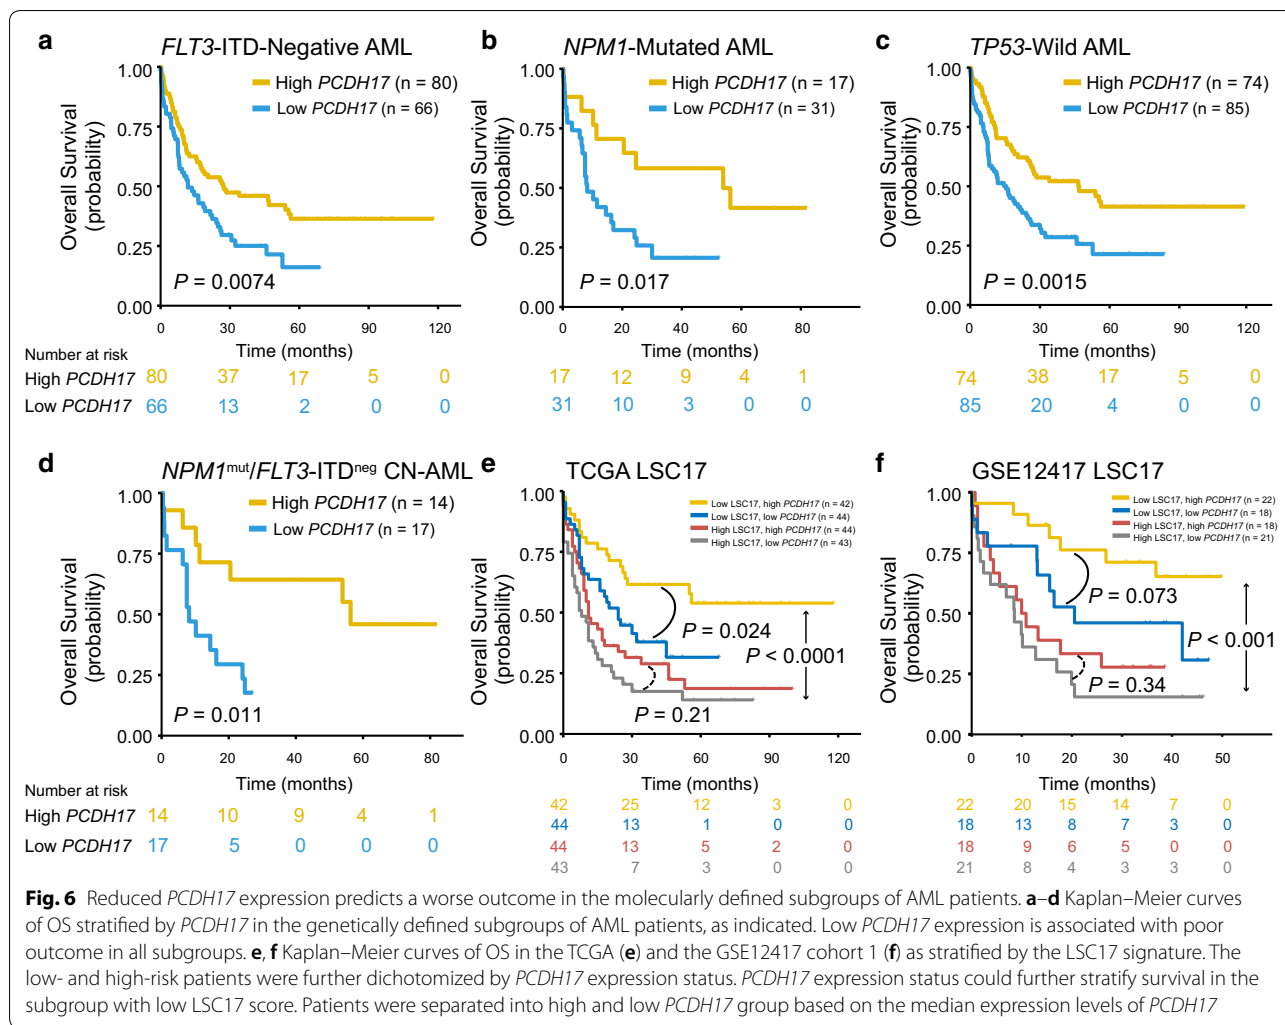 a
FLT3-ITD-Negative AML
High PCDH17 (n = 80)
Low PCDH17 (n = 66)
Overall Survival
(probability)
1.00
0.75
0.50
0.25
0.00
P = 0.0074
0 30 60 90 120
Time (months)
Number at risk
High PCDH17 80 37 17 5 0
Low PCDH17 66 13 2 0 0
b
NPM1-Mutated AML
High PCDH17 (n = 17)
Low PCDH17 (n = 31)
Overall Survival
(probability)
1.00
0.75
0.50
0.25
0.00
P = 0.017
0 20 40 60 80
Time (months)
17 12 9 4 1
31 10 3 0 0
c
TP53-Wild AML
High PCDH17 (n = 74)
Low PCDH17 (n = 85)
Overall Survival
(probability)
1.00
0.75
0.50
0.25
0.00
P = 0.0015
0 30 60 90 120
Time (months)
74 38 17 5 0
85 20 4 0 0
d
NPM1mut/FLT3-ITDneg CN-AML
High PCDH17 (n = 14)
Low PCDH17 (n = 17)
Overall Survival
(probability)
1.00
0.75
0.50
0.25
0.00
P = 0.011
0 20 40 60 80
Time (months)
Number at risk
High PCDH17 14 10 9 4 1
Low PCDH17 17 5 0 0 0
e
TCGA LSC17
Low LSC17, high PCDH17 (n = 42)
Low LSC17, low PCDH17 (n = 44)
High LSC17, high PCDH17 (n = 44)
High LSC17, low PCDH17 (n = 43)
Overall Survival
(probability)
1.00
0.75
0.50
0.25
0.00
P = 0.024
P < 0.0001
P = 0.21
0 30 60 90 120
Time (months)
42 25 12 3 0
44 13 1 0 0
44 13 5 2 0
43 7 3 0 0
f
GSE12417 LSC17
Low LSC17, high PCDH17 (n = 22)
Low LSC17, low PCDH17 (n = 18)
High LSC17, high PCDH17 (n = 18)
High LSC17, low PCDH17 (n = 21)
Overall Survival
(probability)
1.00
0.75
0.50
0.25
0.00
P = 0.073
P < 0.001
P = 0.34
0 10 20 30 40 50
Time (months)
22 20 15 14 7 0
18 13 8 7 3 0
18 9 6 5 0 0
21 8 4 3 3 0
Fig. 6 Reduced PCDH17 expression predicts a worse outcome in the molecularly defined subgroups of AML patients. a–d Kaplan–Meier curves
of OS stratified by PCDH17 in the genetically defined subgroups of AML patients, as indicated. Low PCDH17 expression is associated with poor
outcome in all subgroups. e, f Kaplan–Meier curves of OS in the TCGA (e) and the GSE12417 cohort 1 (f) as stratified by the LSC17 signature. The
low- and high-risk patients were further dichotomized by PCDH17 expression status. PCDH17 expression status could further stratify survival in the
subgroup with low LSC17 score. Patients were separated into high and low PCDH17 group based on the median expression levels of PCDH17